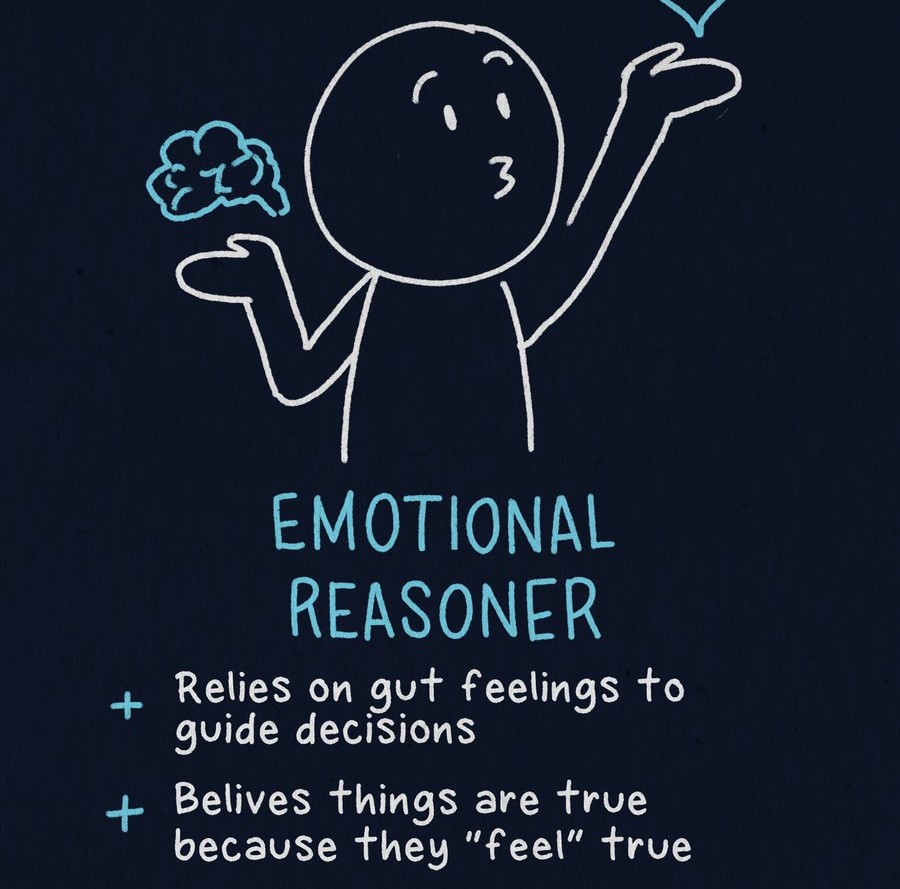 EMOTIONAL
REASONER
+ Relies on gut feelings to
guide decisions
+ Belives things are true
because they "feel" true